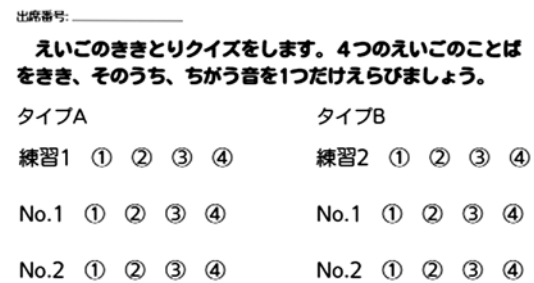 出席番号: ____________
えいごのききとりクイズをします。４つのえいごのことば
をきき、そのうち、ちがう音を1つだけえらびましょう。
タイプA タイプB
練習1 ① ② ③ ④ 練習2 ① ② ③ ④
No.1 ① ② ③ ④ No.1 ① ② ③ ④
No.2 ① ② ③ ④ No.2 ① ② ③ ④